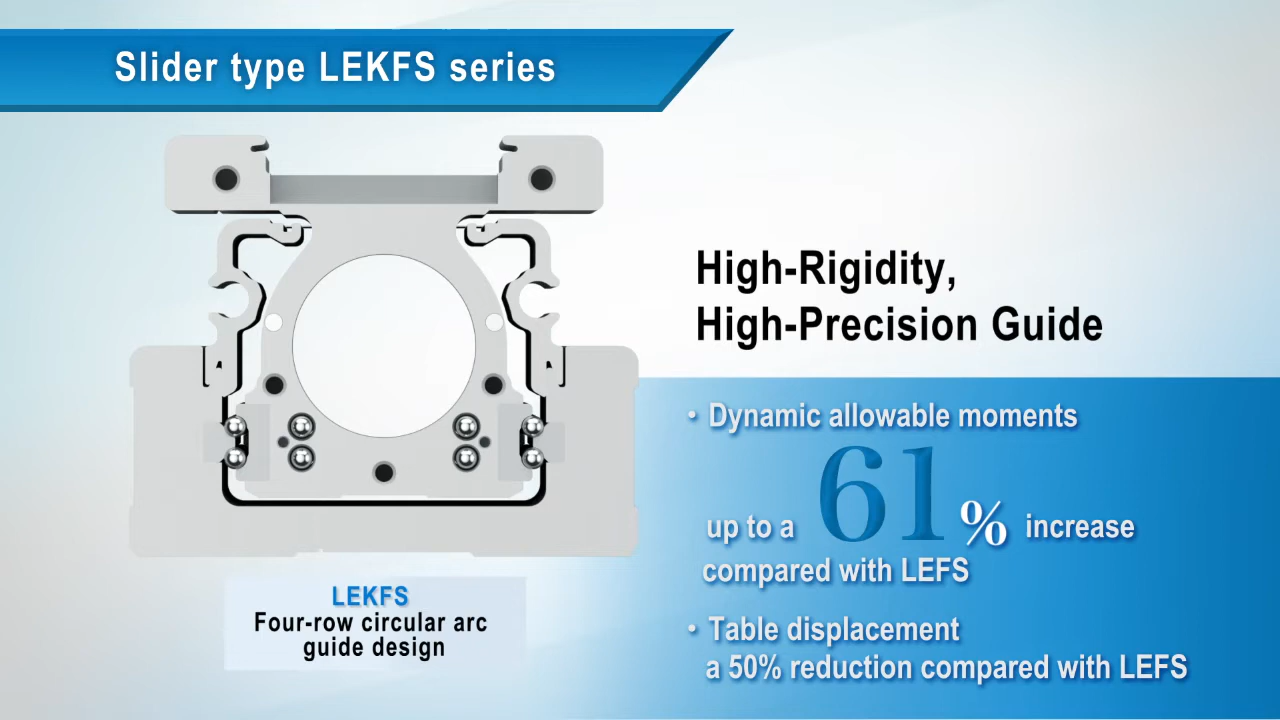 Slider type LEKFS series
High-Rigidity,
High-Precision Guide
• Dynamic allowable moments
up to a 61% increase
compared with LEFS
• Table displacement
a 50% reduction compared with LEFS
LEKFS
Four-row circular arc
guide design